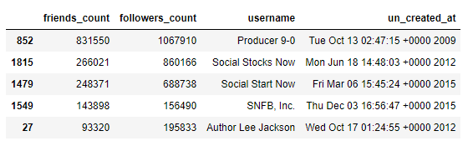 friends_count followers_count username un_created_at
852 831550 1067910 Producer 9-0 Tue Oct 13 02:47:15 +0000 2009
1815 266021 860166 Social Stocks Now Mon Jun 18 14:48:03 +0000 2012
1479 248371 688738 Social Start Now Fri Mar 06 15:45:24 +0000 2015
1549 143898 156490 SNFB, Inc. Thu Dec 03 16:56:47 +0000 2015
27 93320 195833 Author Lee Jackson Wed Oct 17 01:24:55 +0000 2012